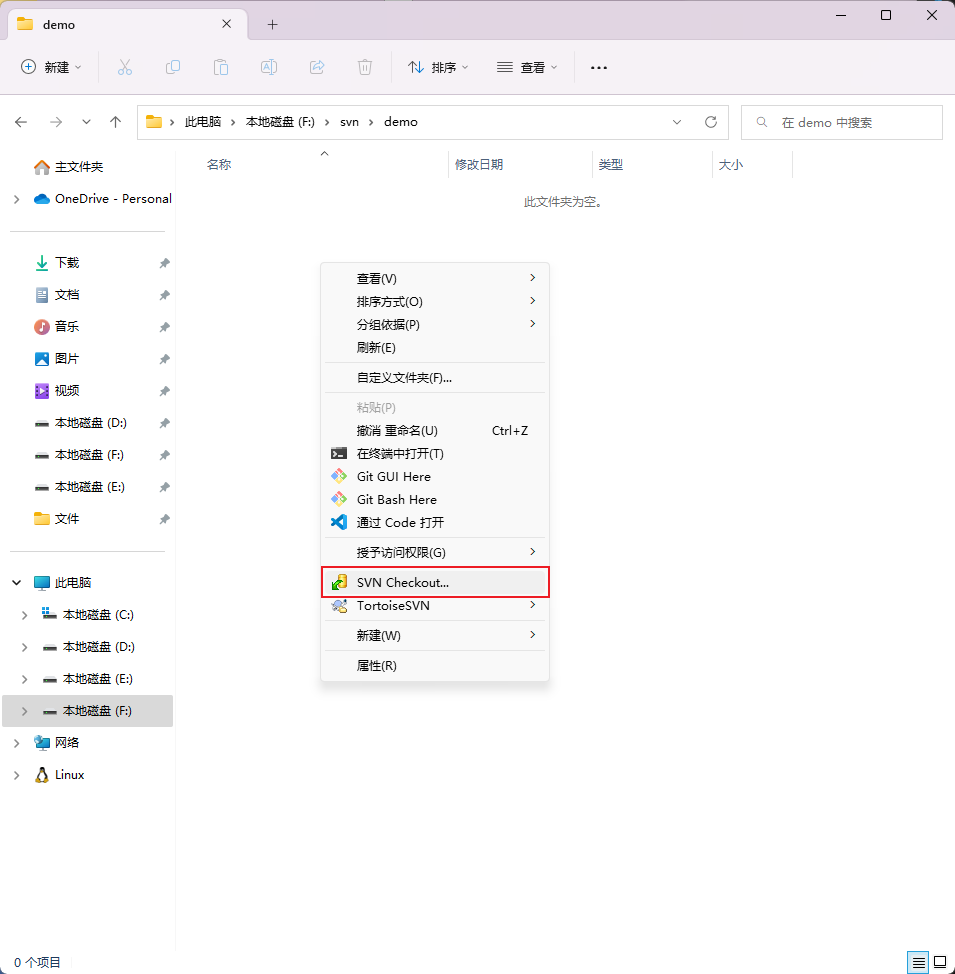 demo
新建
排序
查看
此电脑 本地磁盘 (F:) svn demo
在 demo 中搜索
名称 修改日期 类型 大小
此文件夹为空。
主文件夹
OneDrive - Personal
下载
文档
音乐
图片
视频
本地磁盘 (D:)
本地磁盘 (F:)
本地磁盘 (E:)
文件
此电脑
本地磁盘 (C:)
本地磁盘 (D:)
本地磁盘 (E:)
本地磁盘 (F:)
网络
Linux
查看(V)
排序方式(O)
分组依据(P)
刷新(E)
自定义文件夹(F)...
粘贴(P)
撤消 重命名(U) Ctrl+Z
在终端中打开(T)
Git GUI Here
Git Bash Here
通过 Code 打开
授予访问权限(G)
SVN Checkout...
TortoiseSVN
新建(W)
属性(R)
0 个项目